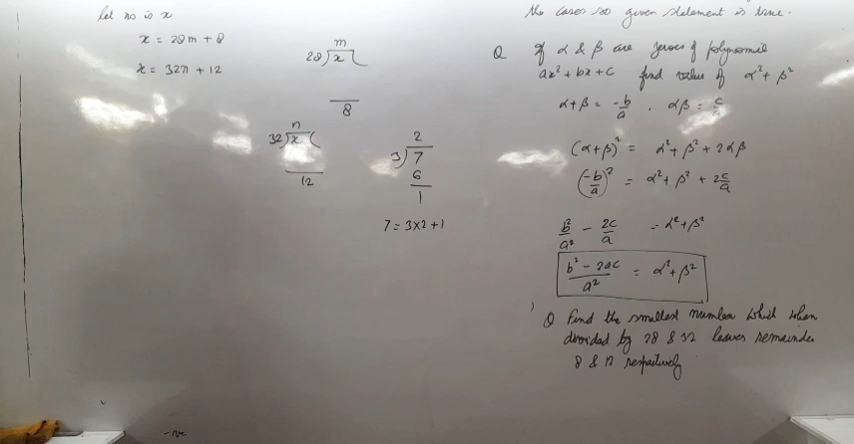 let no is x
x = 28m + 8
x = 32n + 12
m
28)x(
8
n
32)x(
12
2
3)7
6
1
7 = 3x2+1
the cases so given statement is true.
Q If α & β are zeroes of polynomial
ax² + bx + c find value of α² + β²
α+β = -b/a . αβ = c/a
(α+β)² = α² + β² + 2αβ
(-b/a)² = α² + β² + 2c/a
b²/a² - 2c/a = α²+β²
b² - 2ac/a² = α² + β²
Q Find the smallest number which when
divided by 28 & 32 leaves remainder
8 & 12 respectively
-ve